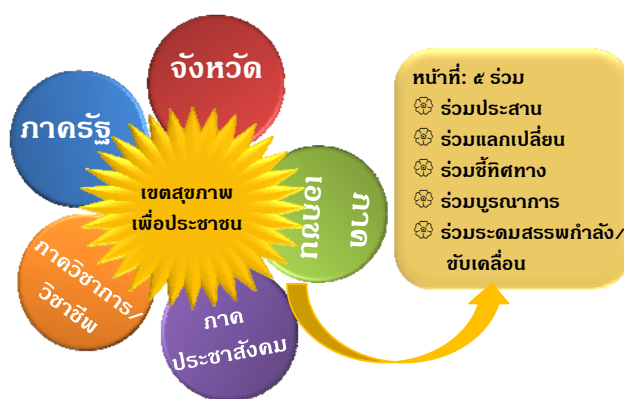 จังหวัด
ภาครัฐ
เขตสุขภาพ
เพื่อประชาชน
ภาค
เอกชน
ภาควิชาการ/
วิชาชีพ
ภาค
ประชาสังคม
หน้าที่: ๕ ร่วม
ร่วมประสาน
ร่วมแลกเปลี่ยน
ร่วมชี้ทิศทาง
ร่วมบูรณาการ
ร่วมระดมสรรพกำลัง/
ขับเคลื่อน